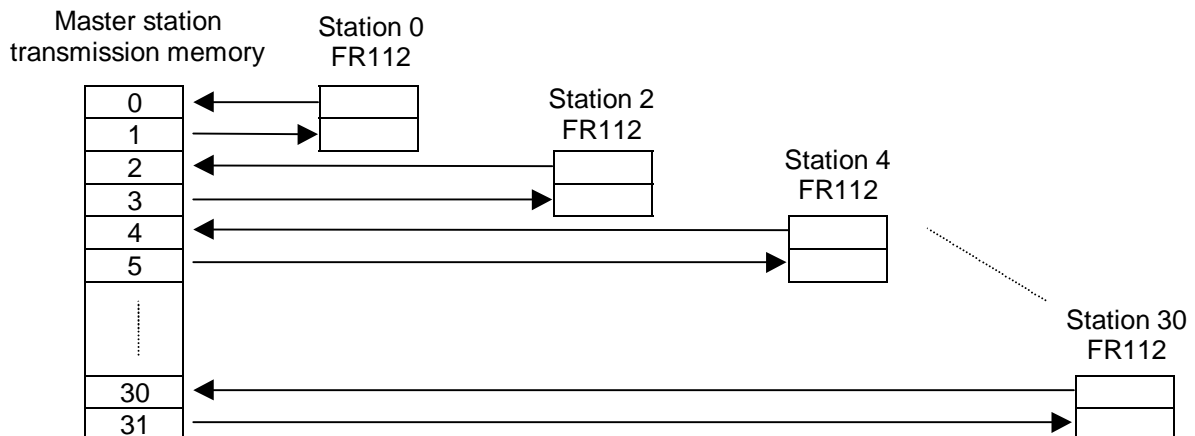 Master station
transmission memory
Station 0
FR112
0
1
2
3
4
5
30
31
Station 2
FR112
Station 4
FR112
Station 30
FR112